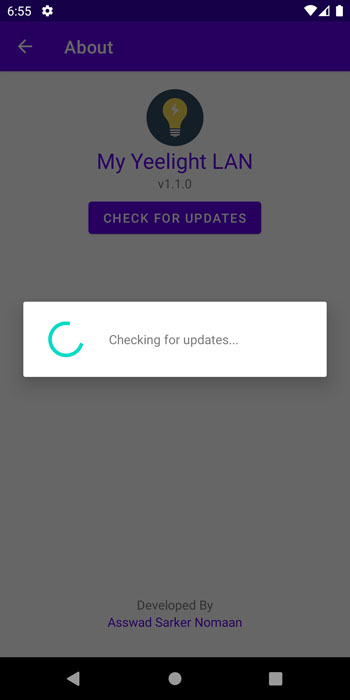 6:55
About
My Yeelight LAN
v1.1.0
CHECK FOR UPDATES
Checking for updates...
Developed By
Asswad Sarker Nomaan